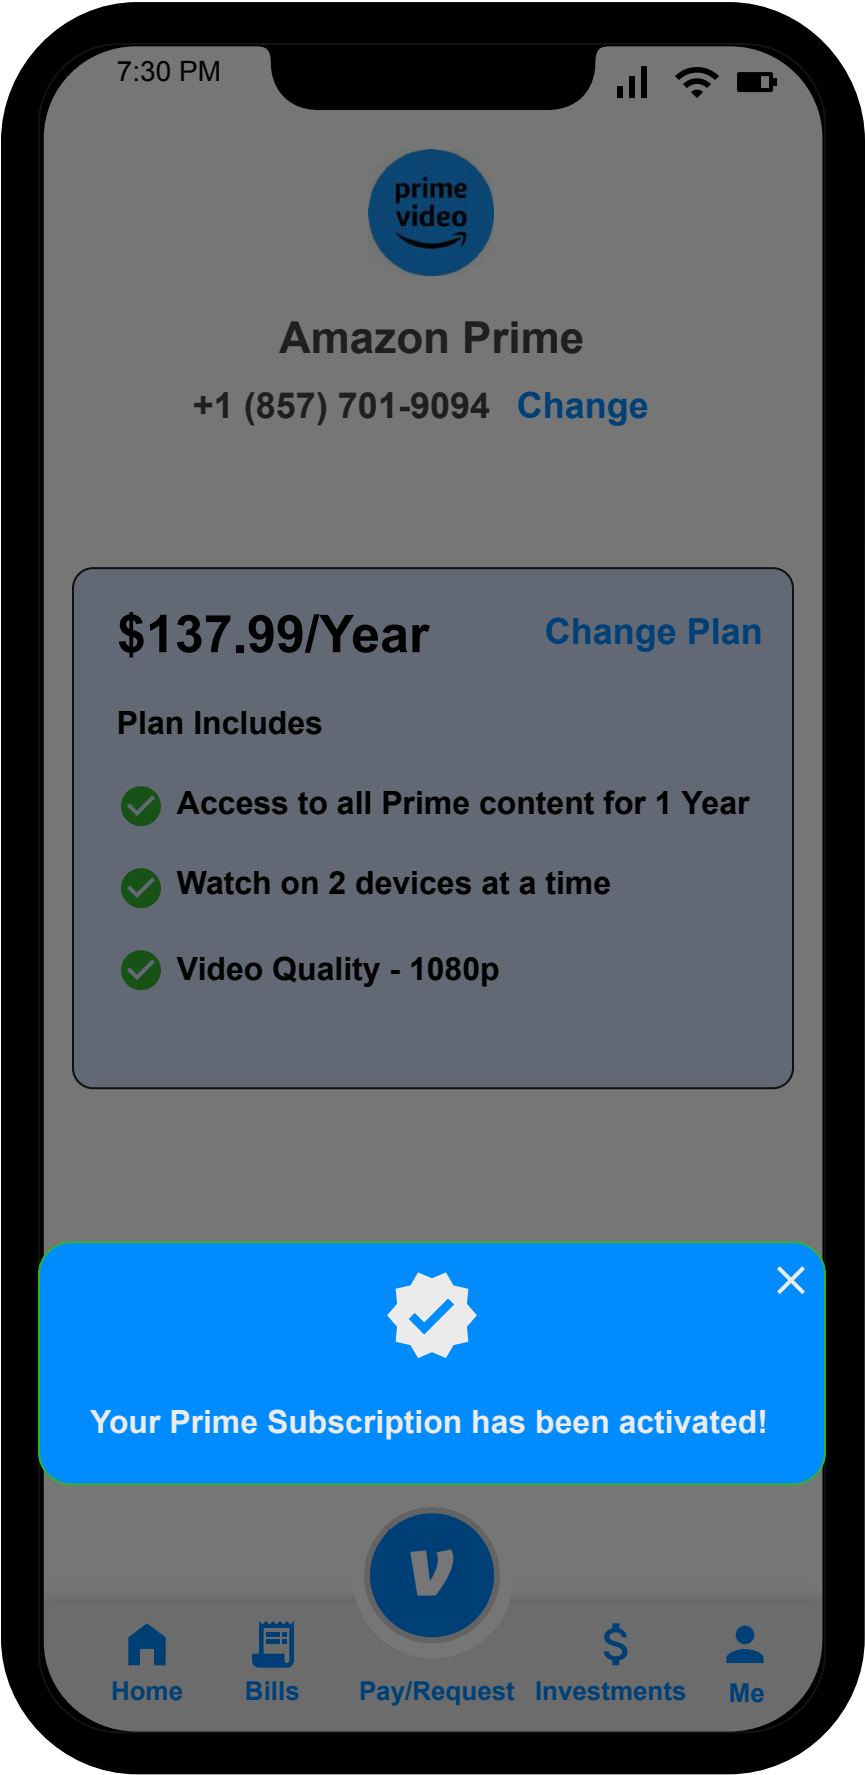 7:30 PM
prime
video
Amazon Prime
+1 (857) 701-9094 Change
$137.99/Year Change Plan
Plan Includes
Access to all Prime content for 1 Year
Watch on 2 devices at a time
Video Quality - 1080p
Your Prime Subscription has been activated!
v
Home Bills Pay/Request Investments Me